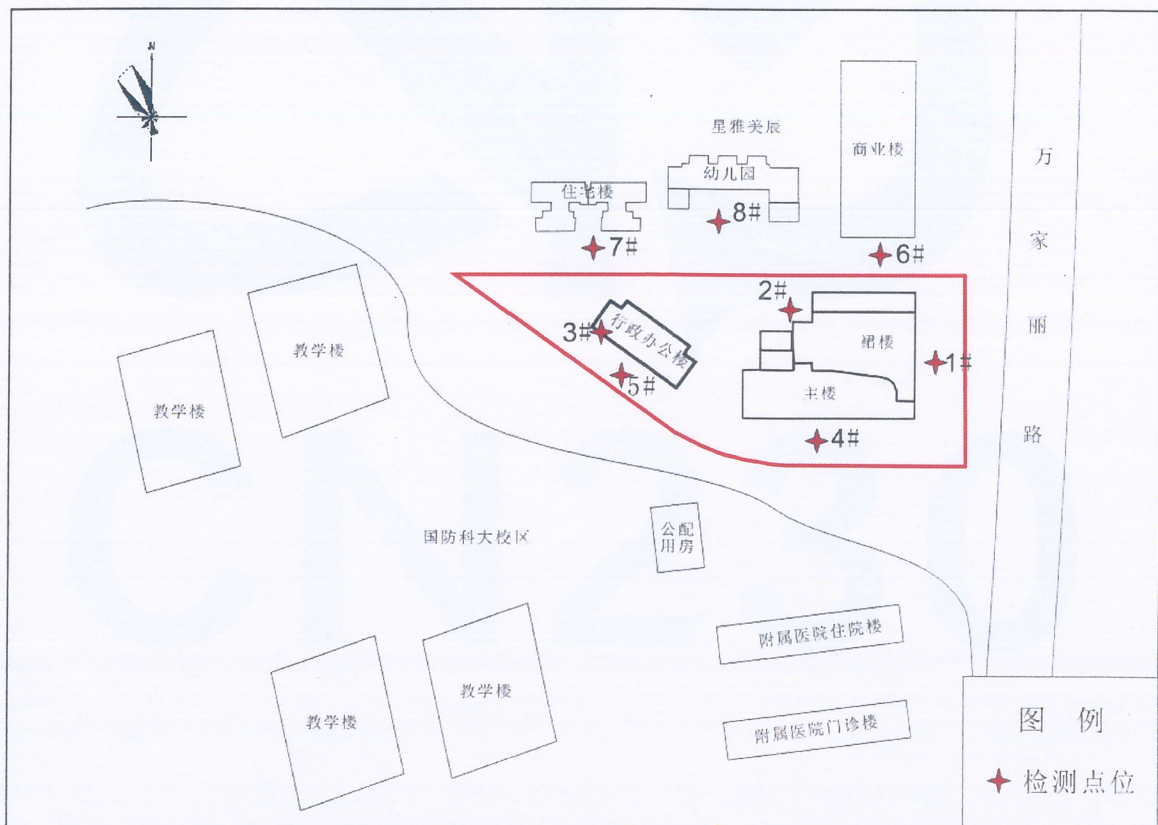 N
星雅美辰
商业楼
万家丽路
幼儿园
住宅楼
8#
7#
6#
2#
3#
行政办公楼
裙楼
1#
5#
教学楼
主楼
教学楼
4#
国防科大校区
公配
用房
附属医院住院楼
教学楼
教学楼
附属医院门诊楼
图 例
检测点位